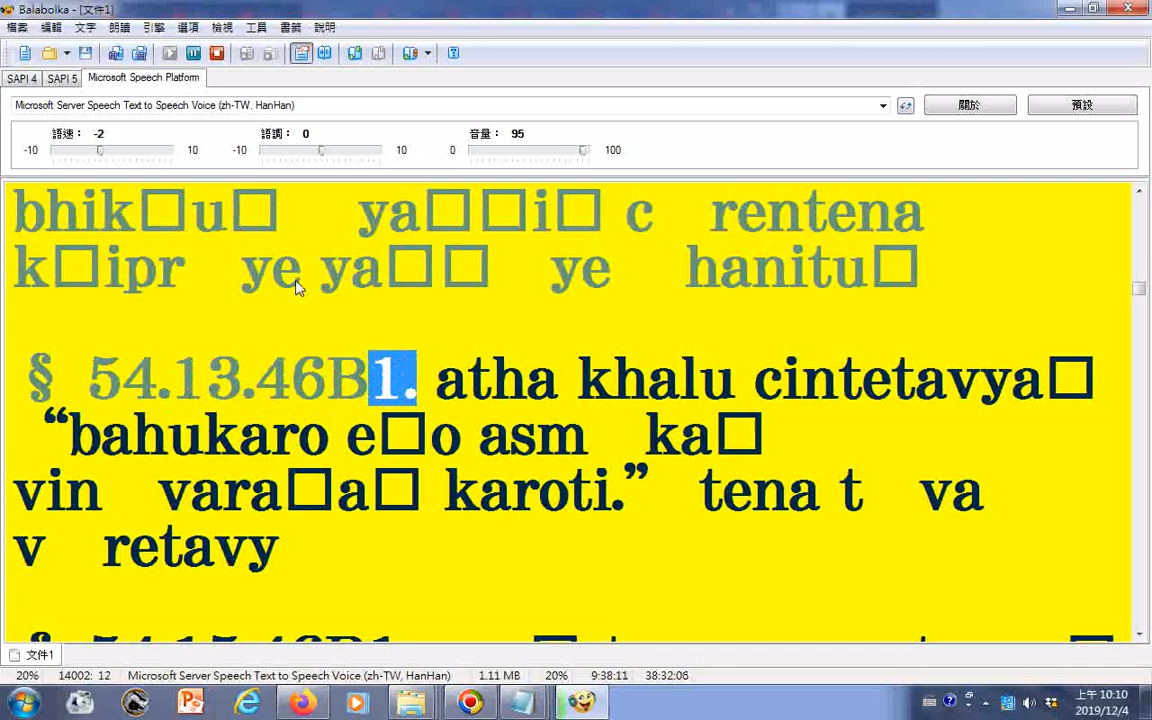 Balabolka - [文件1]
檔案 編輯 文字 朗讀 引擎 選項 檢視 工具 書籤 說明
SAPI 4 SAPI 5 Microsoft Speech Platform
Microsoft Server Speech Text to Speech Voice (zh-TW, HanHan) 關於 預設
語速： -2 語調： 0 音量： 95
-10 10 -10 10 0 100
bhik□u□ ya□□i□ c rentena
k□ipr ye ya□□ ye hanitu□
§ 54.13.46B1. atha khalu cintetavya□
“bahukaro e□o asm ka□
vin vara□a□ karoti.” tena t va
v retavy
文件1
20% 14002: 12 Microsoft Server Speech Text to Speech Voice (zh-TW, HanHan) 1.11 MB 20% 9:38:11 38:32:06
上午 10:10
2019/12/4